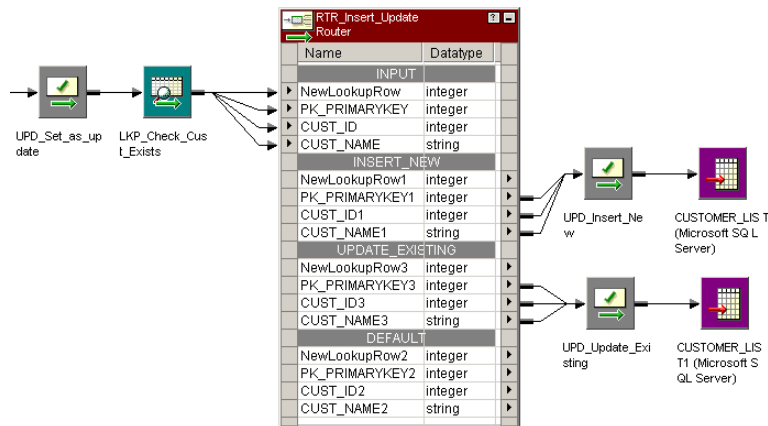 RTR_Insert_Update
Router
Name Datatype
INPUT
NewLookupRow integer
PK_PRIMARYKEY integer
CUST_ID integer
CUST_NAME string
INSERT_NEW
NewLookupRow1 integer
PK_PRIMARYKEY1 integer
CUST_ID1 integer
CUST_NAME1 string
UPDATE_EXISTING
NewLookupRow3 integer
PK_PRIMARYKEY3 integer
CUST_ID3 integer
CUST_NAME3 string
DEFAULT
NewLookupRow2 integer
PK_PRIMARYKEY2 integer
CUST_ID2 integer
CUST_NAME2 string
UPD_Set_as_up
date
LKP_Check_Cus
t_Exists
UPD_Insert_Ne
w
CUSTOMER_LIS T
(Microsoft SQ L
Server)
UPD_Update_Exi
sting
CUSTOMER_LIS
T1 (Microsoft S
QL Server)